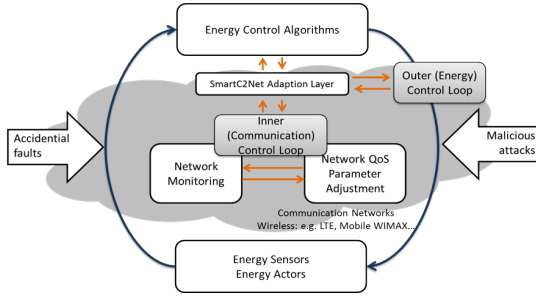 Energy Control Algorithms
SmartC2Net Adaption Layer
Outer (Energy)
Control Loop
Inner
(Communication)
Control Loop
Accidential
faults
Malicious
attacks
Network
Monitoring
Network QoS
Parameter
Adjustment
Communication Networks
Wireless: e.g. LTE, Mobile WIMAX...
Energy Sensors
Energy Actors